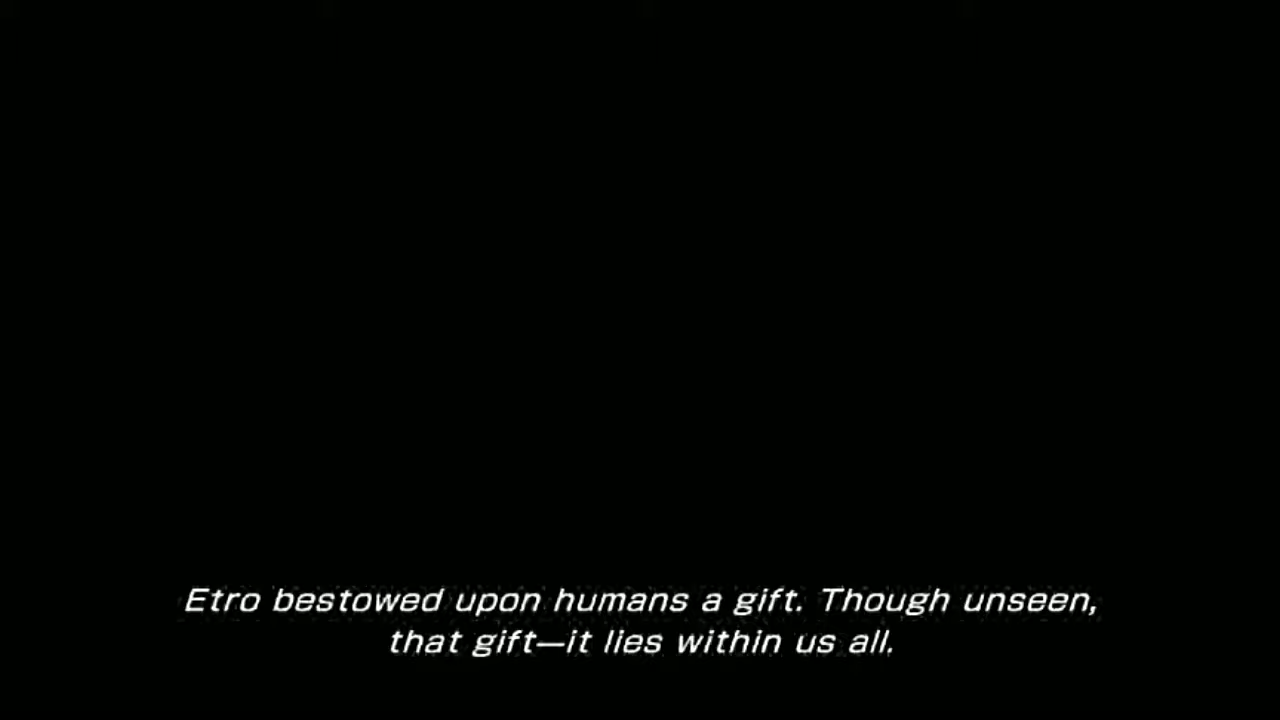 Etro bestowed upon humans a gift. Though unseen,
that gift—it lies within us all.